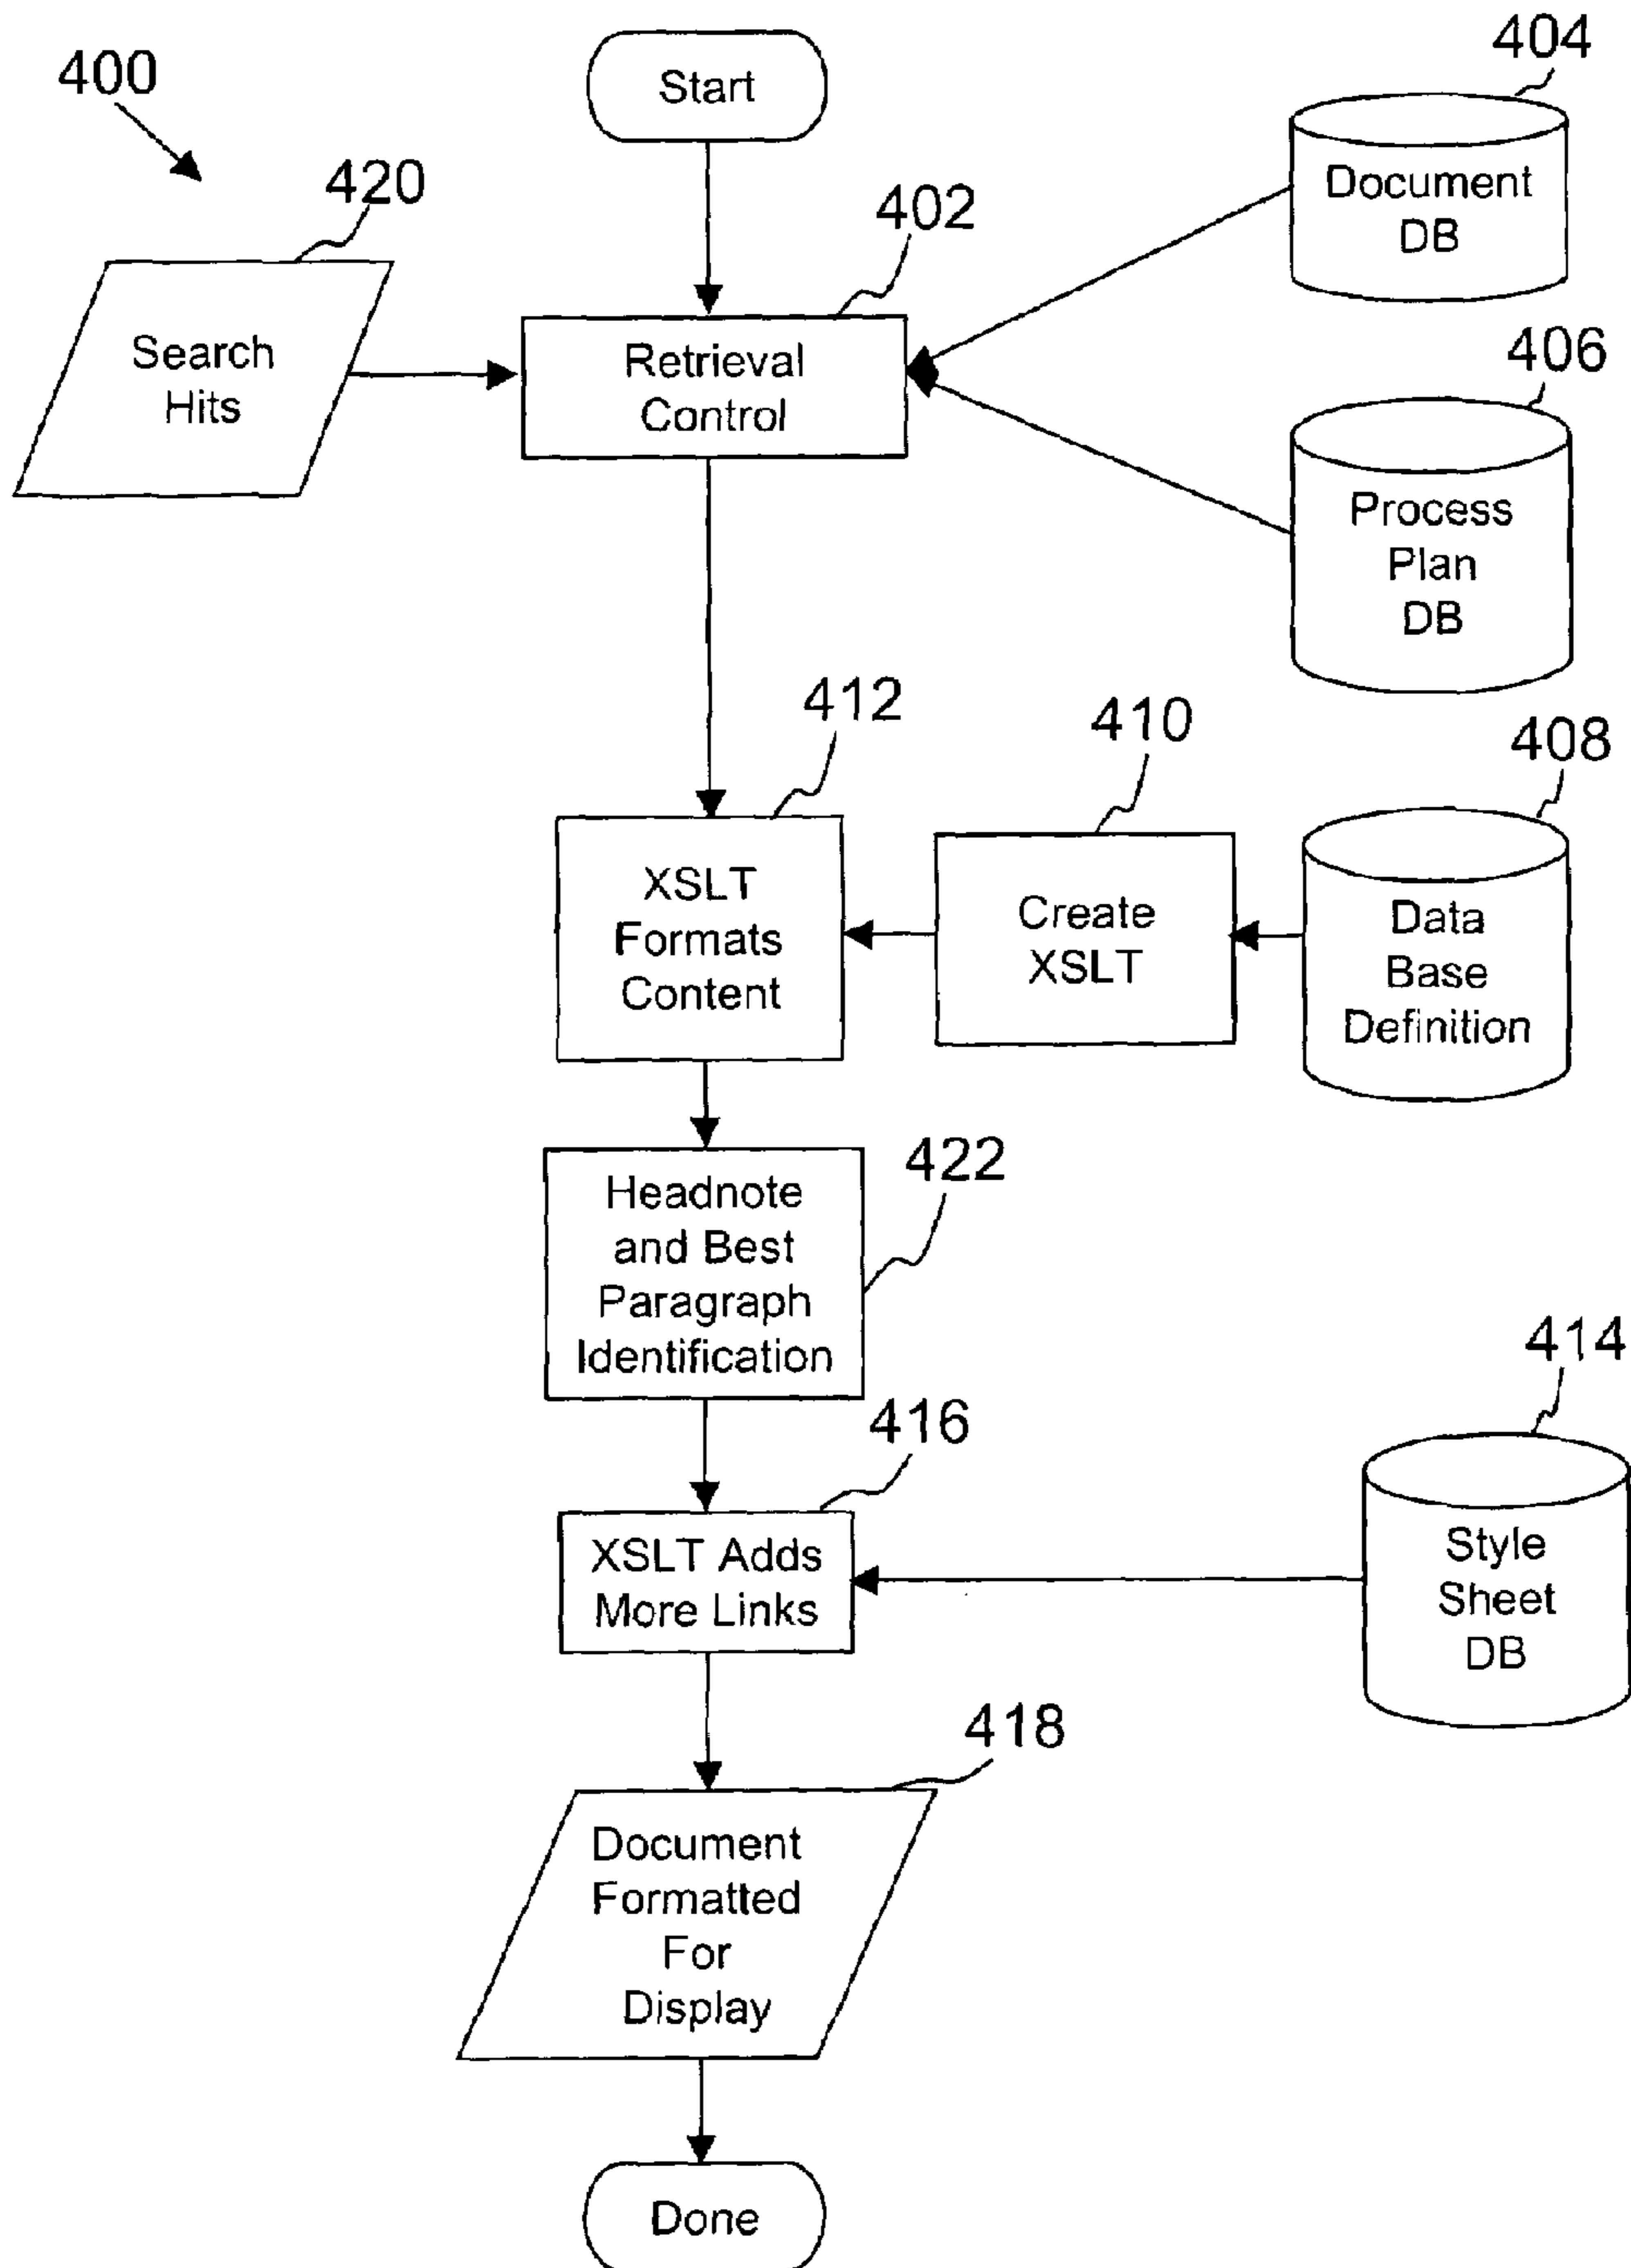 400
Start
404
Document
DB
420
Search
Hits
402
Retrieval
Control
406
Process
Plan
DB
412
XSLT
Formats
Content
410
Create
XSLT
408
Data
Base
Definition
422
Headnote
and Best
Paragraph
Identification
416
XSLT Adds
More Links
414
Style
Sheet
DB
418
Document
Formatted
For
Display
Done